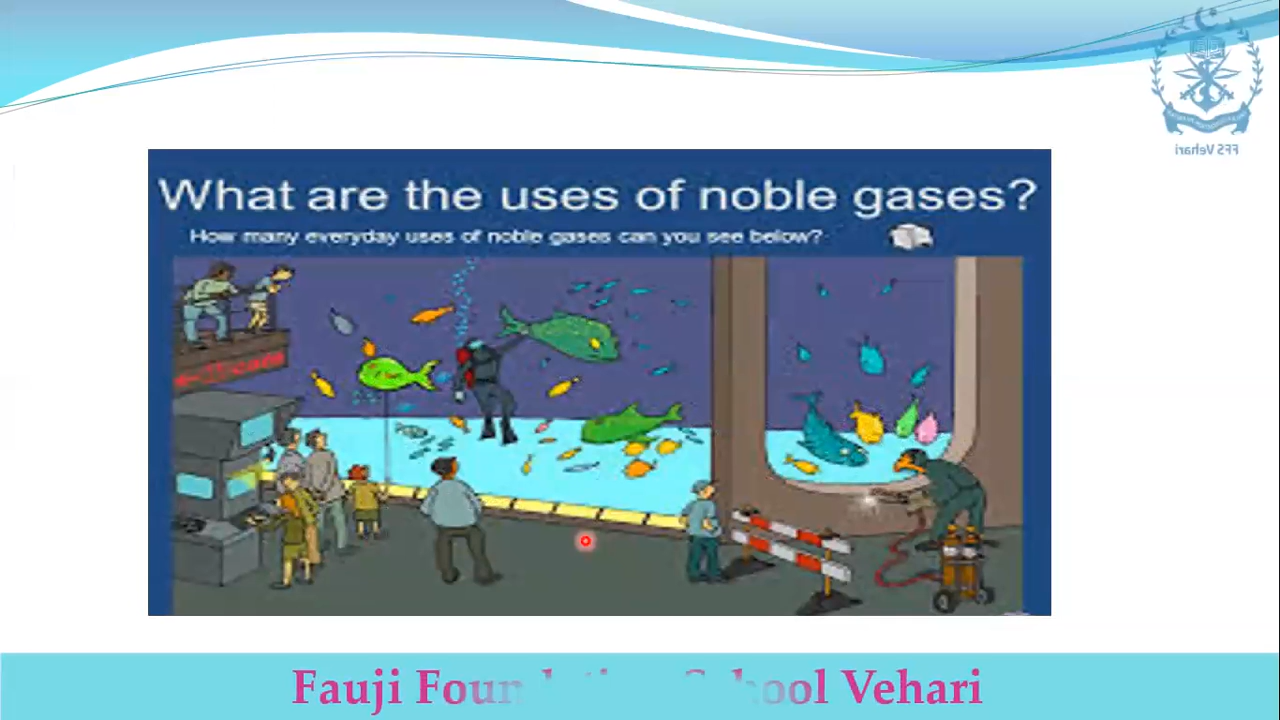 What are the uses of noble gases?
How many everyday uses of noble gases can you see below?
FFS Vehari
Fauji Foun School Vehari